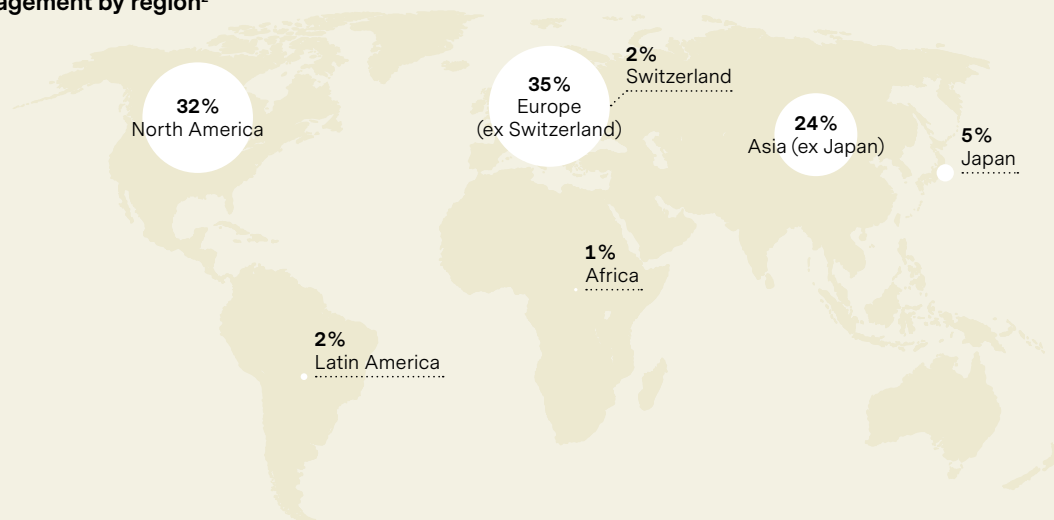 agement by region²
2%
Switzerland
35%
Europe
(ex Switzerland)
32%
North America
24%
Asia (ex Japan)
5%
Japan
1%
Africa
2%
Latin America